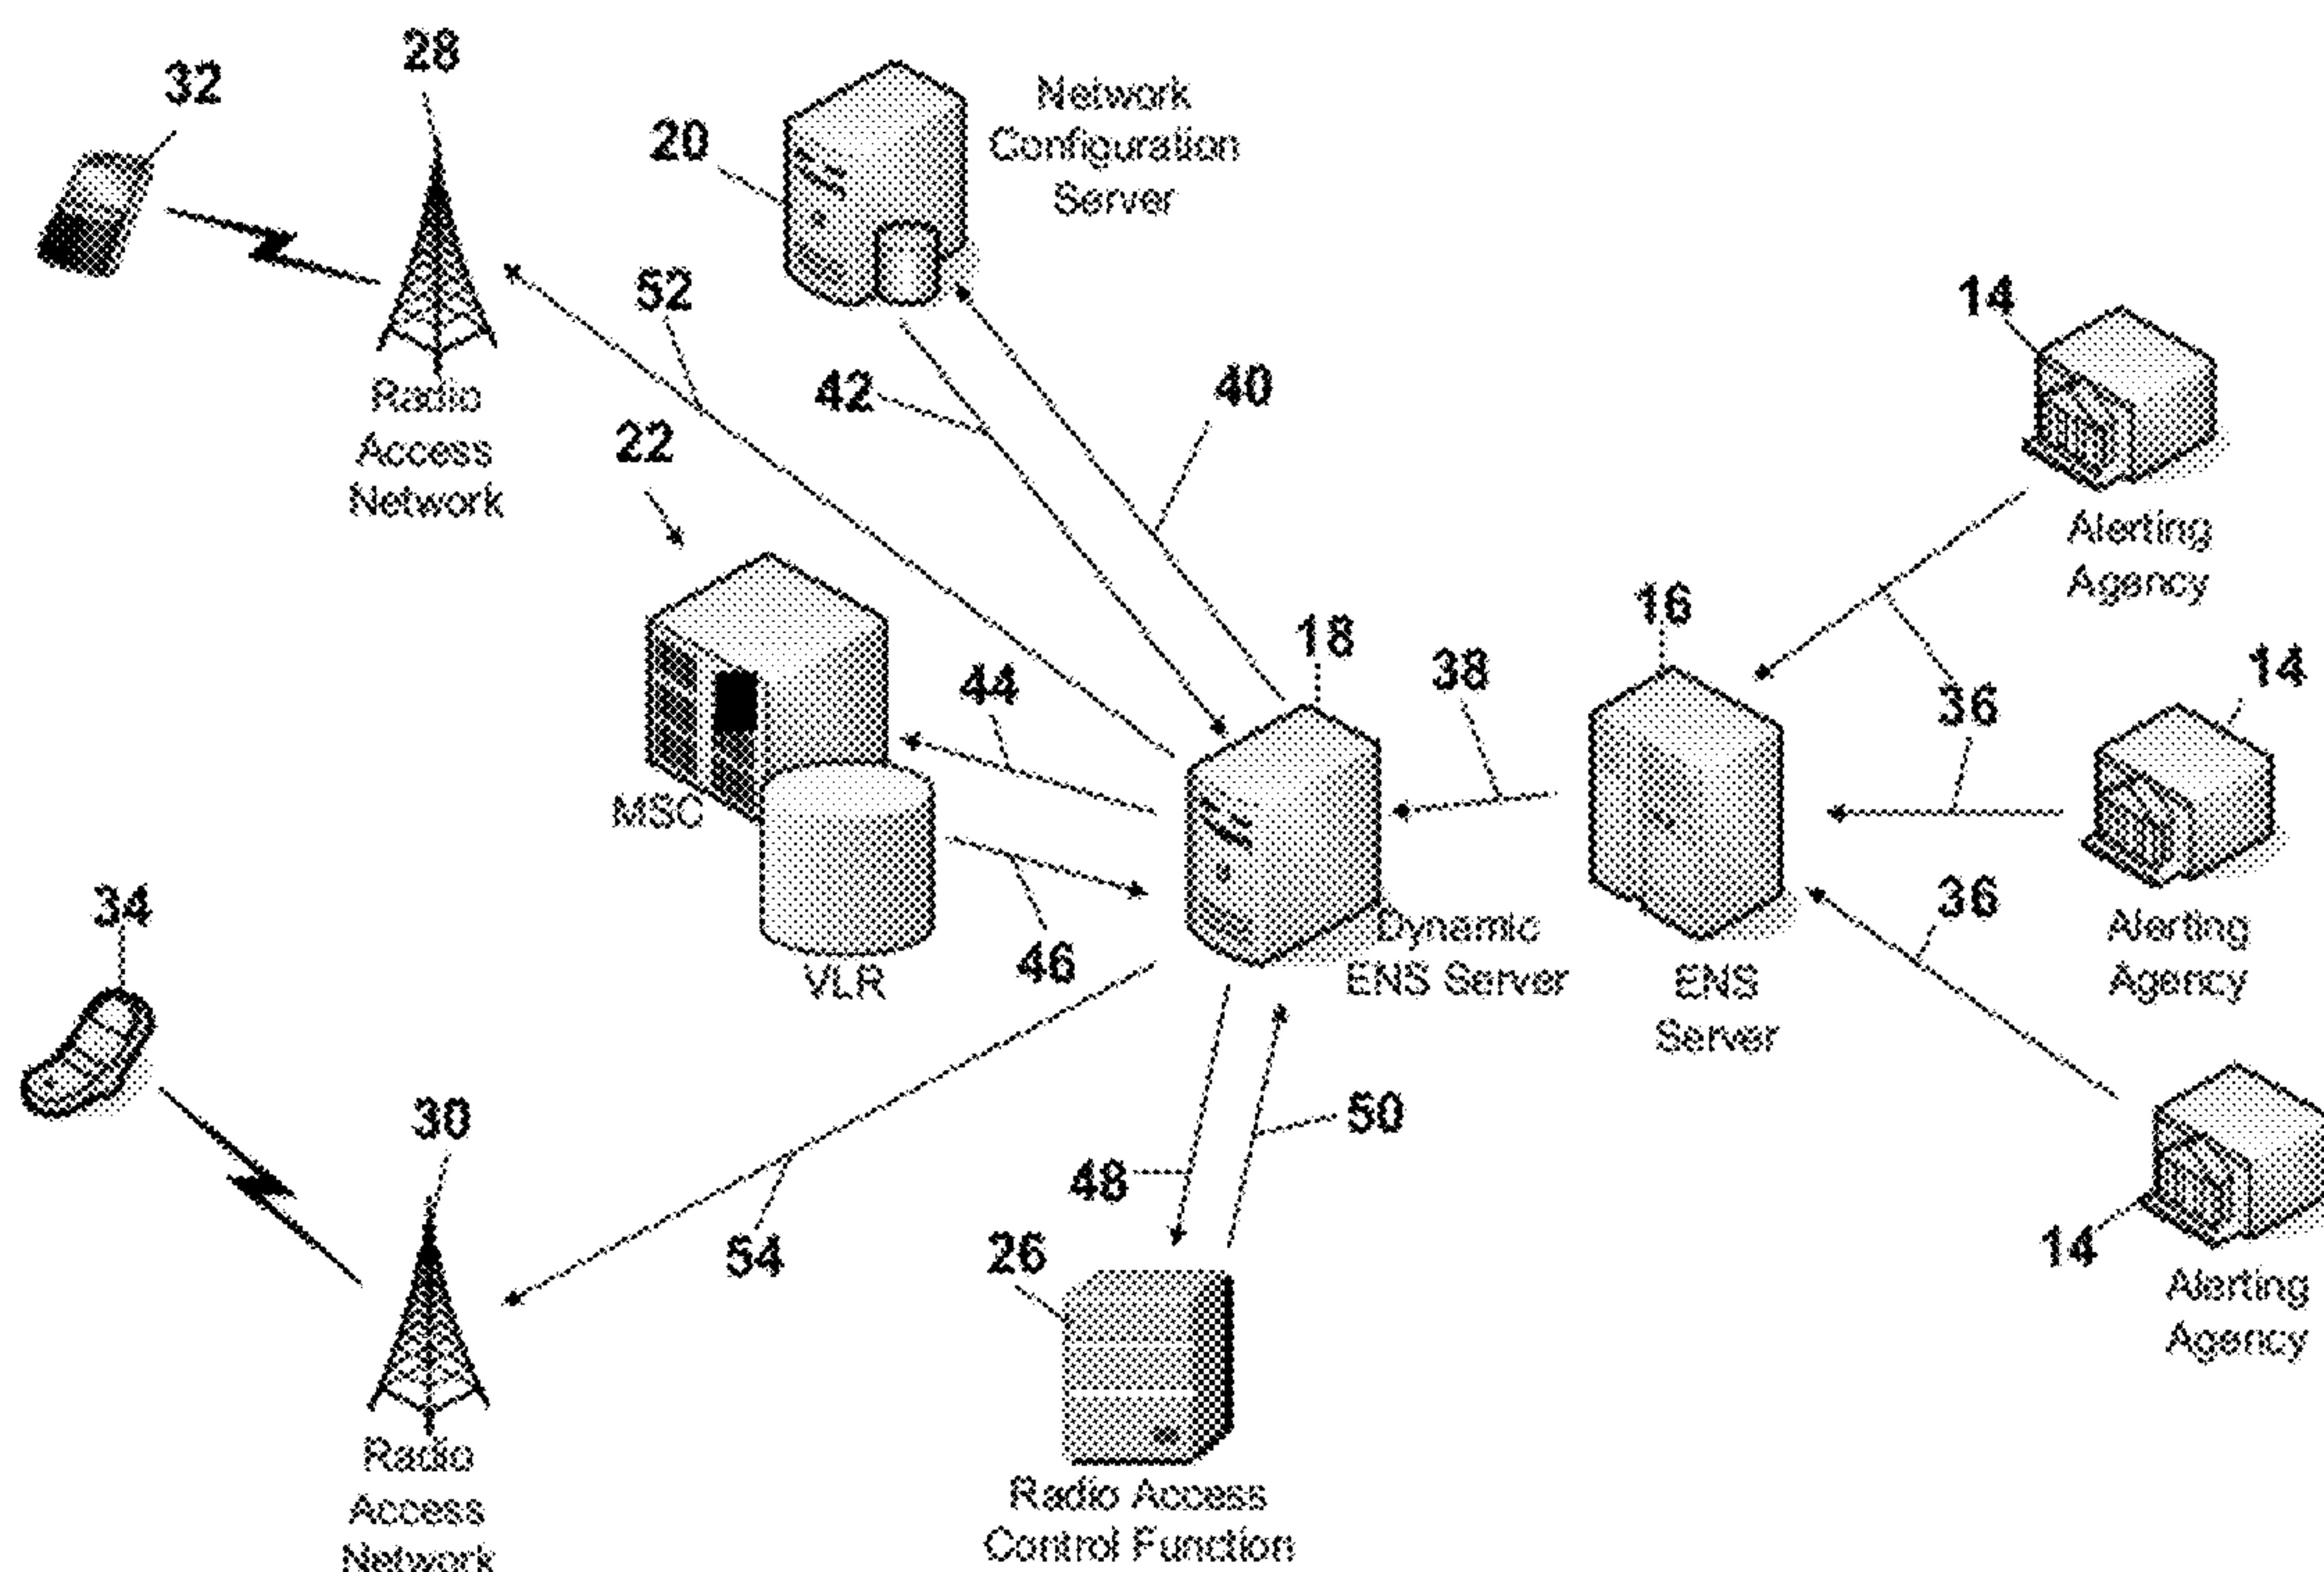 28
32
20
Network
Configuration
Server
52
14
42
40
Radio
Access
Network
22
Alerting
Agency
16
18
38
14
44
36
MSC
34
36
46
VLR
Dynamic
ENS Server
ENS
Server
Alerting
Agency
30
50
48
54
26
14
Alerting
Agency
Radio
Access
Network
Radio Access
Control Function